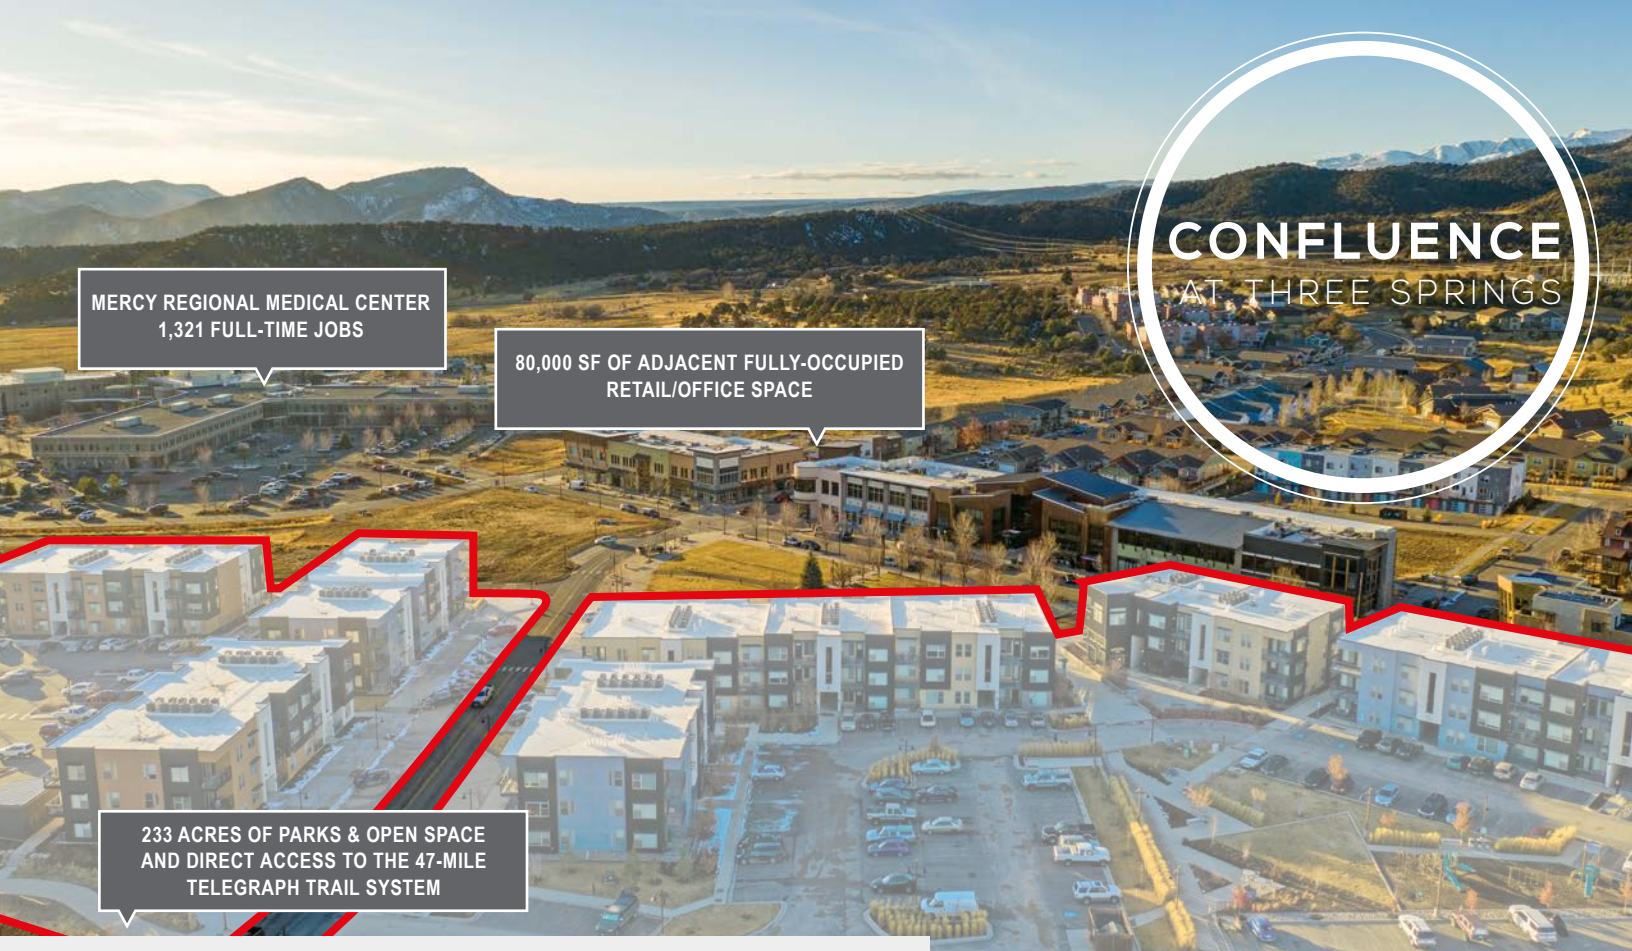 CONFLUENCE
AT THREE SPRINGS
MERCY REGIONAL MEDICAL CENTER
1,321 FULL-TIME JOBS
80,000 SF OF ADJACENT FULLY-OCCUPIED
RETAIL/OFFICE SPACE
233 ACRES OF PARKS & OPEN SPACE
AND DIRECT ACCESS TO THE 47-MILE
TELEGRAPH TRAIL SYSTEM